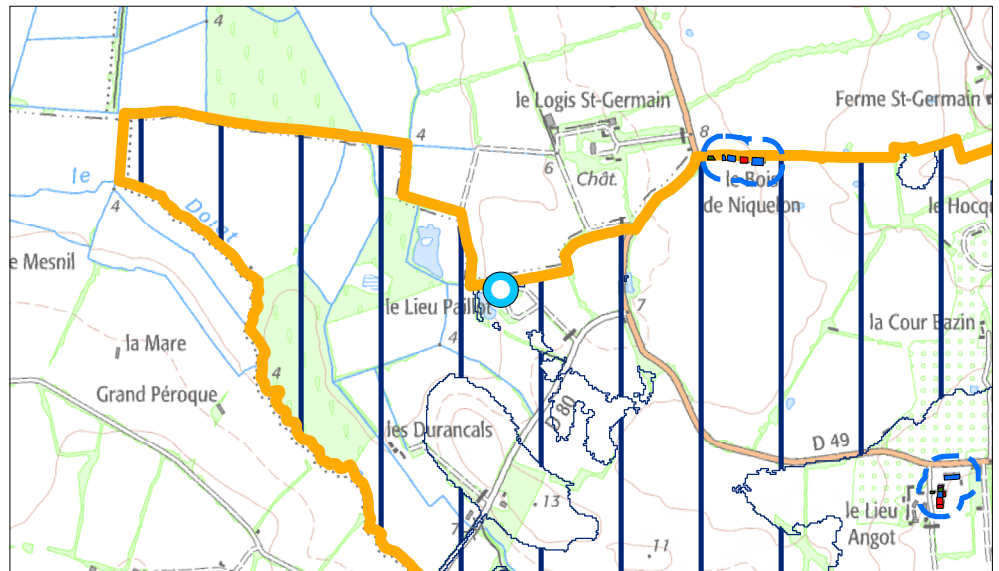 4
le Logis St-Germain
Ferme St-Germain
4
8
6
Chât.
le Bois
de Niquelon
le
Doigt
4
le Hocq
e Mesnil
le Lieu Paillot
7
la Mare
4
la Cour Bazin
4
Grand Péroque
les Durancals
D 80
D 49
13
7
le Lieu
Angot
11